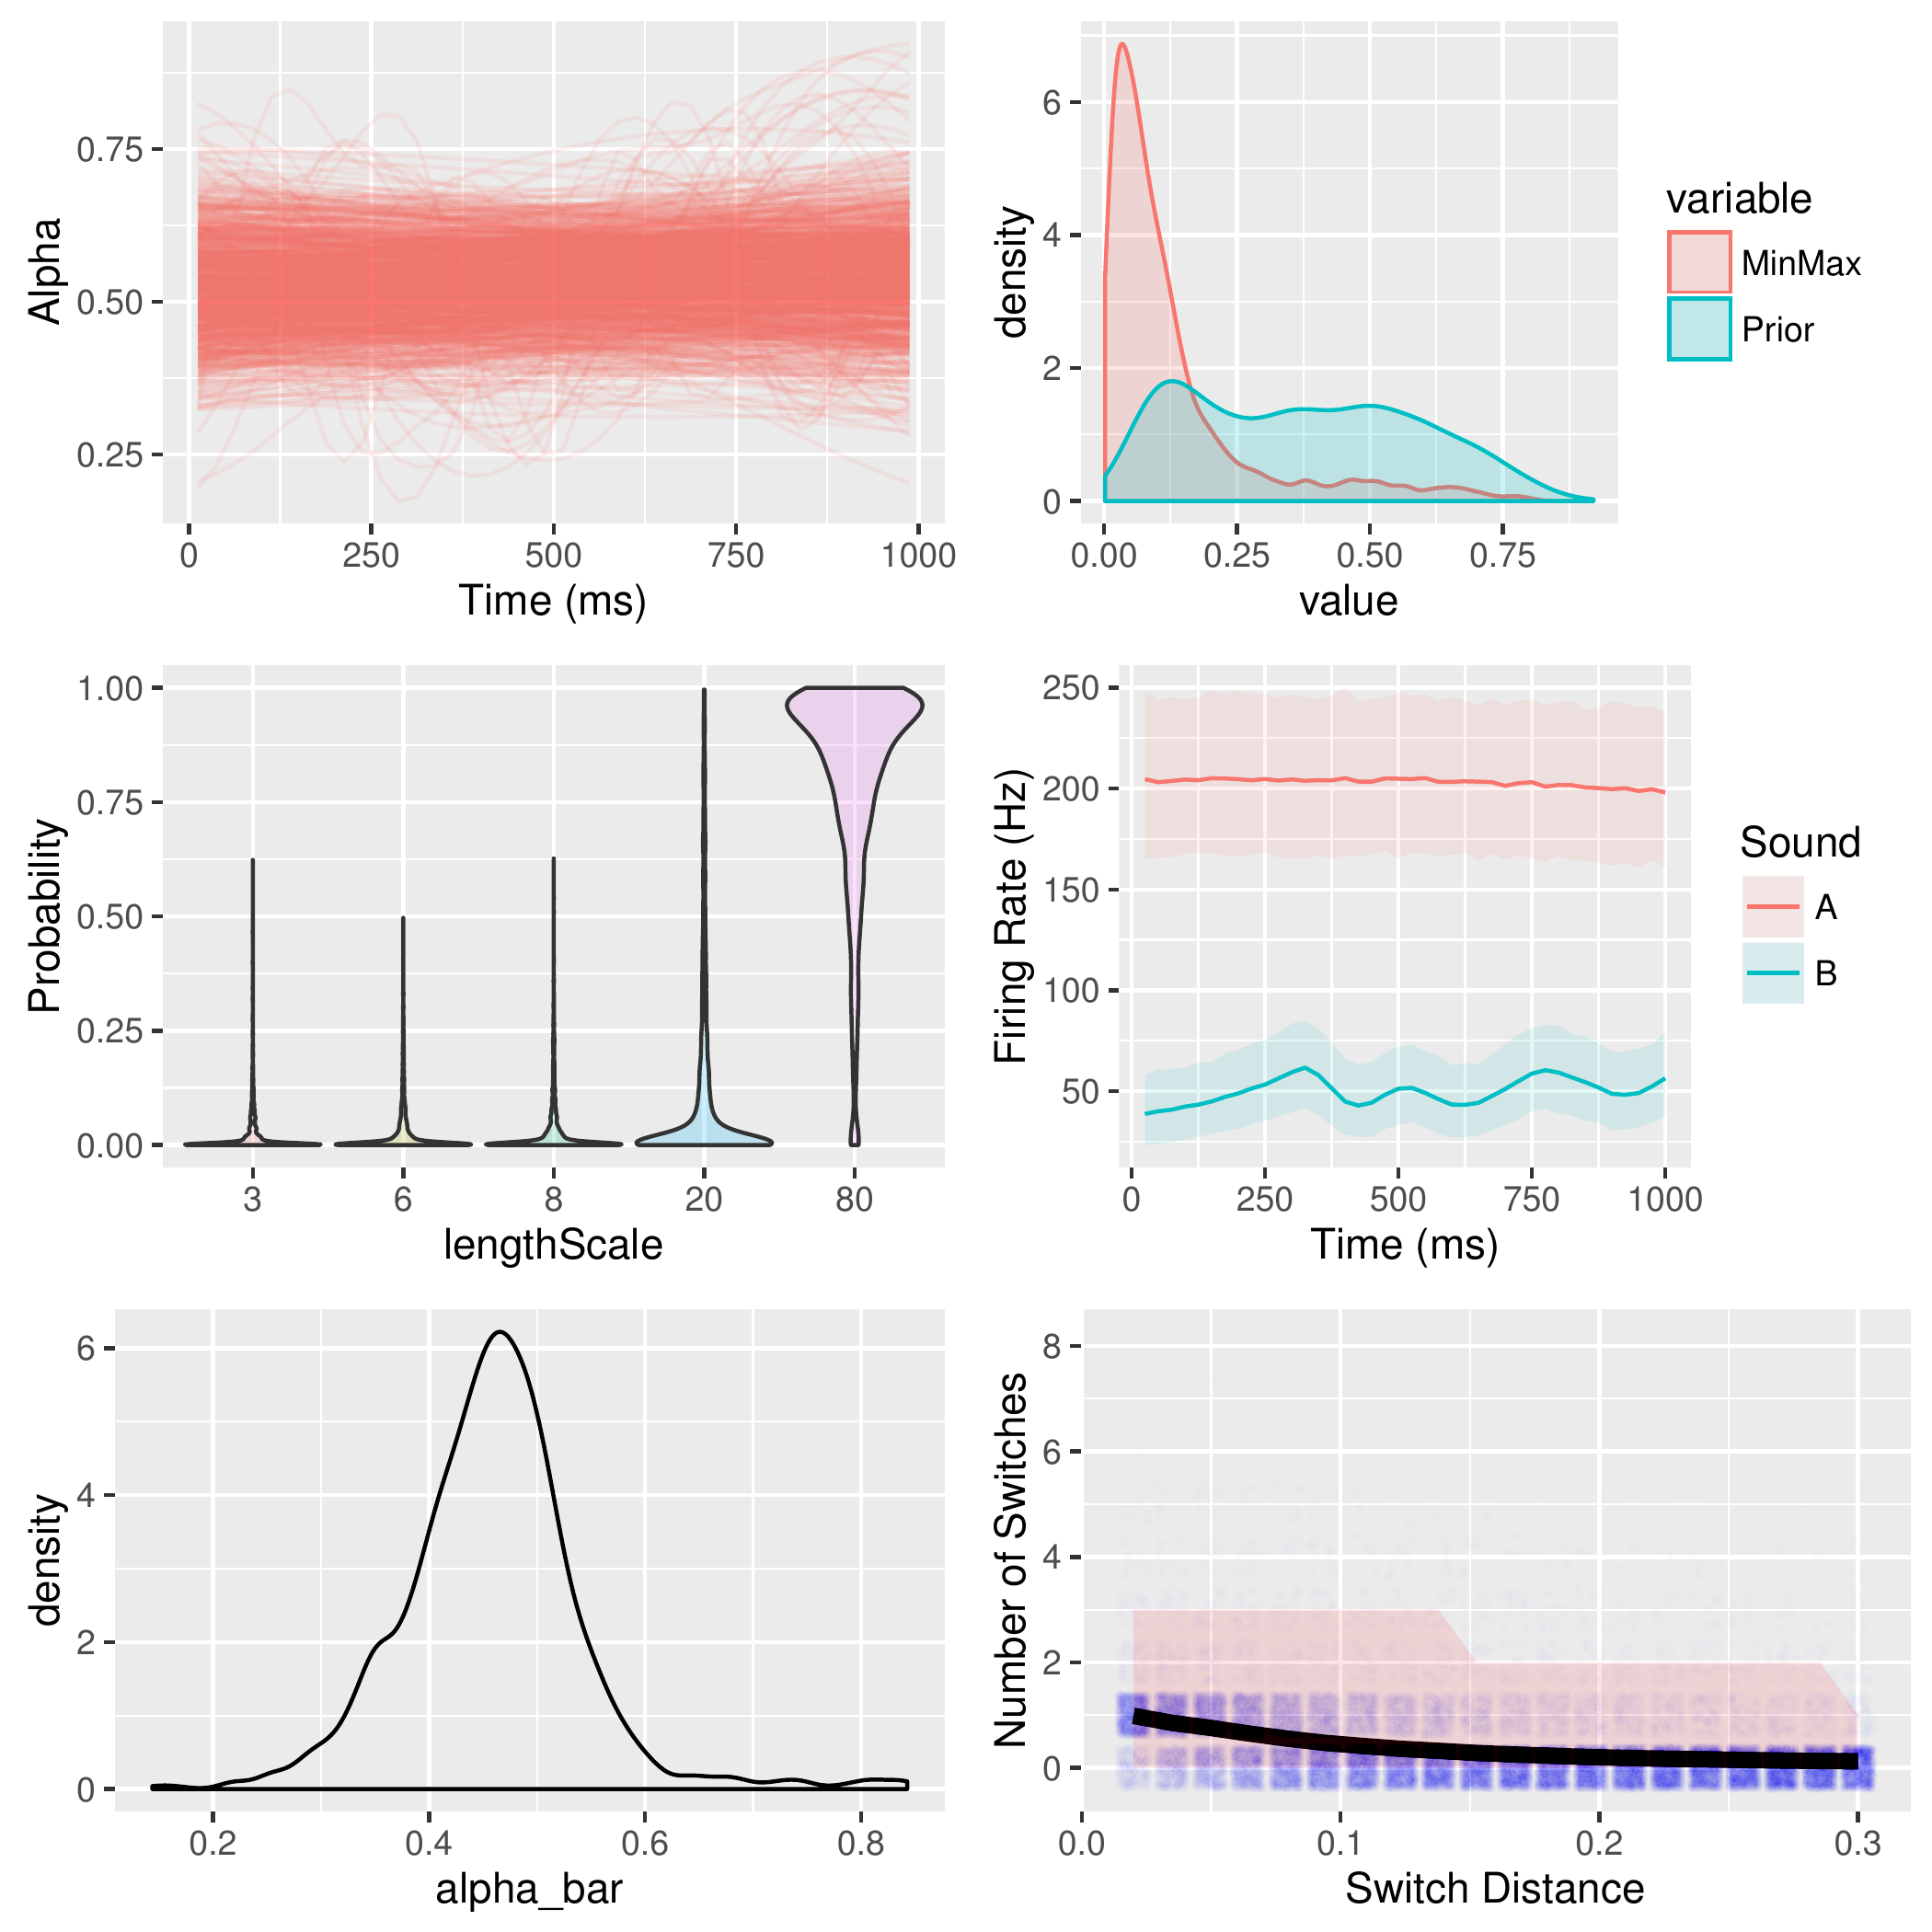 Alpha
0.75
0.50
0.25
0 250 500 750 1000
Time (ms)
density
6
4
2
0
0.00 0.25 0.50 0.75
value
variable
MinMax
Prior
Probability
1.00
0.75
0.50
0.25
0.00
3 6 8 20 80
lengthScale
Firing Rate (Hz)
250
200
150
100
50
0 250 500 750 1000
Time (ms)
Sound
A
B
density
6
4
2
0
0.2 0.4 0.6 0.8
alpha_bar
Number of Switches
8
6
4
2
0
0.0 0.1 0.2 0.3
Switch Distance